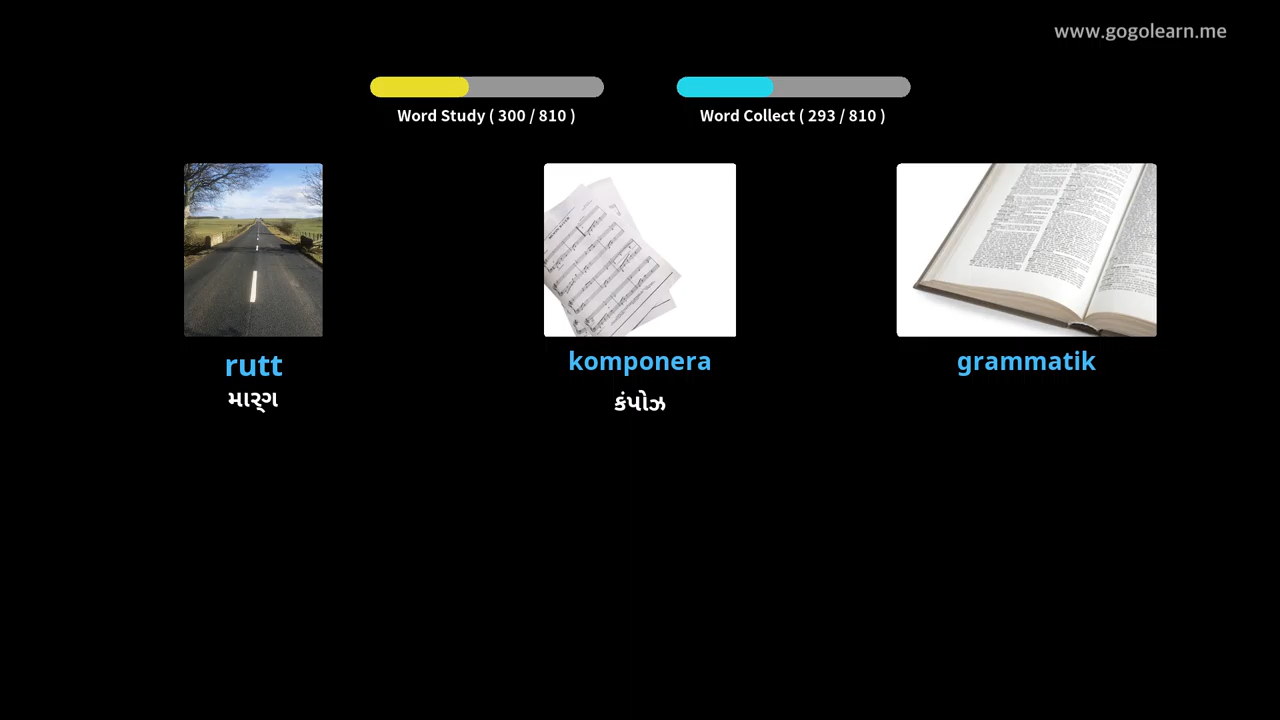 www.gogolearn.me
Word Study ( 300 / 810 )
Word Collect ( 293 / 810 )
rutt
komponera
grammatik
માર્ગ
કંપોઝ